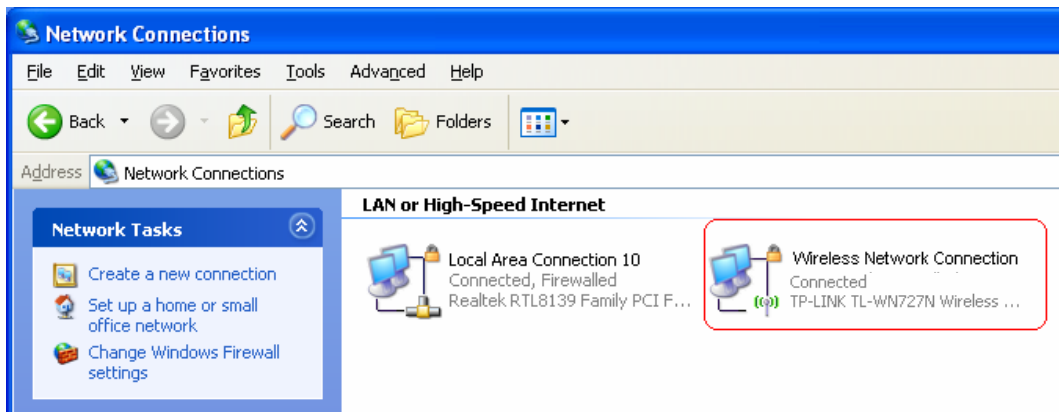 Network Connections
File Edit View Favorites Tools Advanced Help
Back Search Folders
Address Network Connections
Network Tasks
Create a new connection
Set up a home or small
office network
Change Windows Firewall
settings
LAN or High-Speed Internet
Local Area Connection 10
Connected, Firewalled
Realtek RTL8139 Family PCI F...
Wireless Network Connection
Connected
TP-LINK TL-WN727N Wireless ...